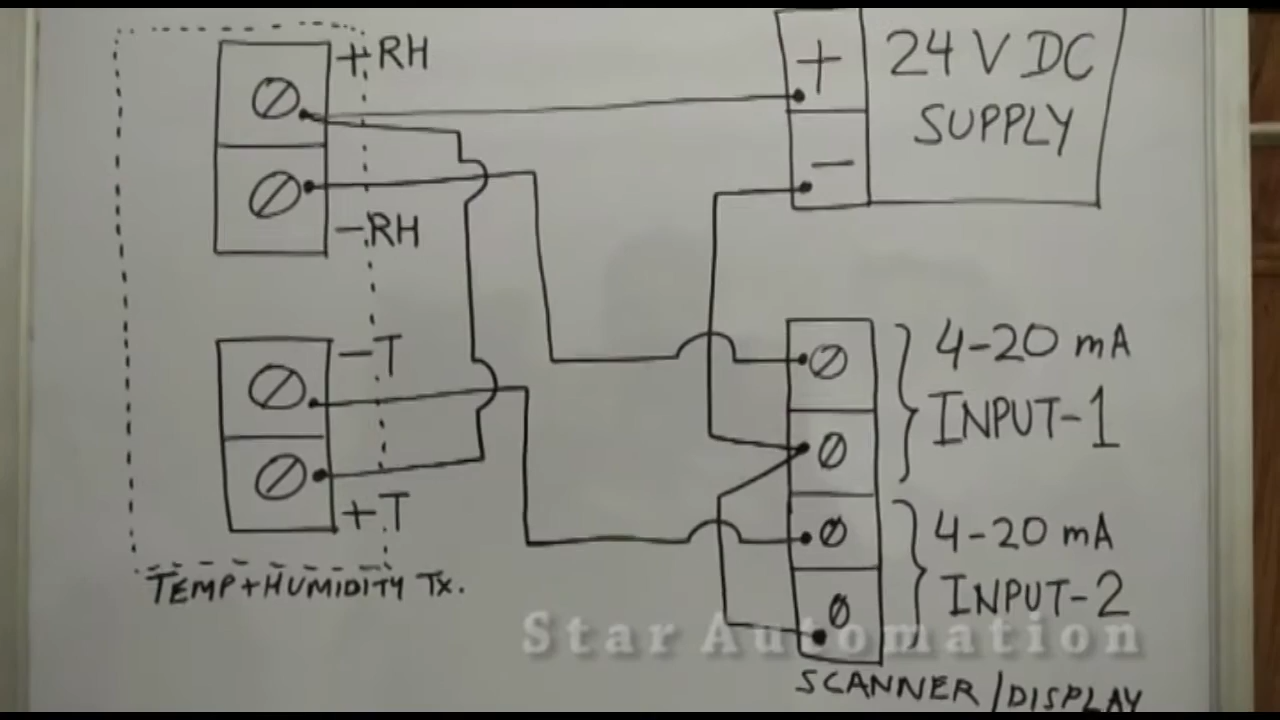 +RH
-RH
-T
+T
TEMP+HUMIDITY TX.
+
-
24 V DC
SUPPLY
4-20 mA
INPUT-1
4-20 mA
INPUT-2
Star Automation
SCANNER/DISPLAY